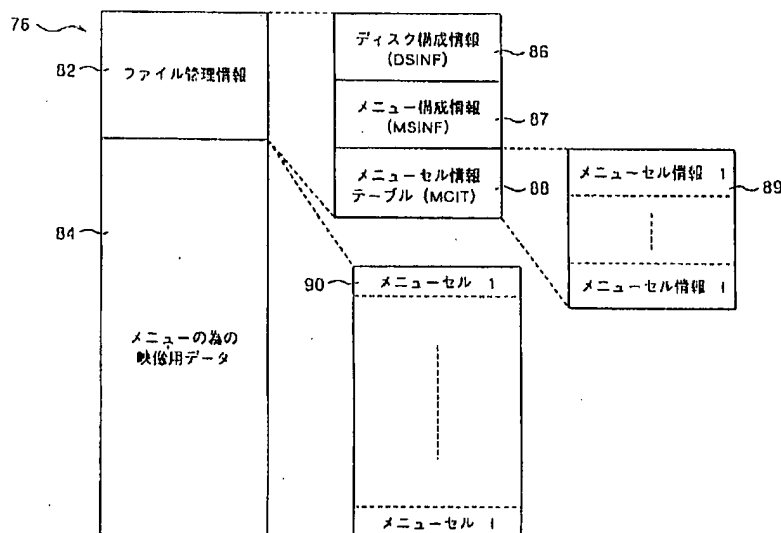 76
82
ファイル管理情報
84
メニューの為の
映像用データ
ディスク構成情報
(DSINF)
86
メニュー構成情報
(MSINF)
87
メニューセル情報
テーブル (MCIT)
88
メニューセル情報 1
89
メニューセル情報 I
90
メニューセル 1
メニューセル I